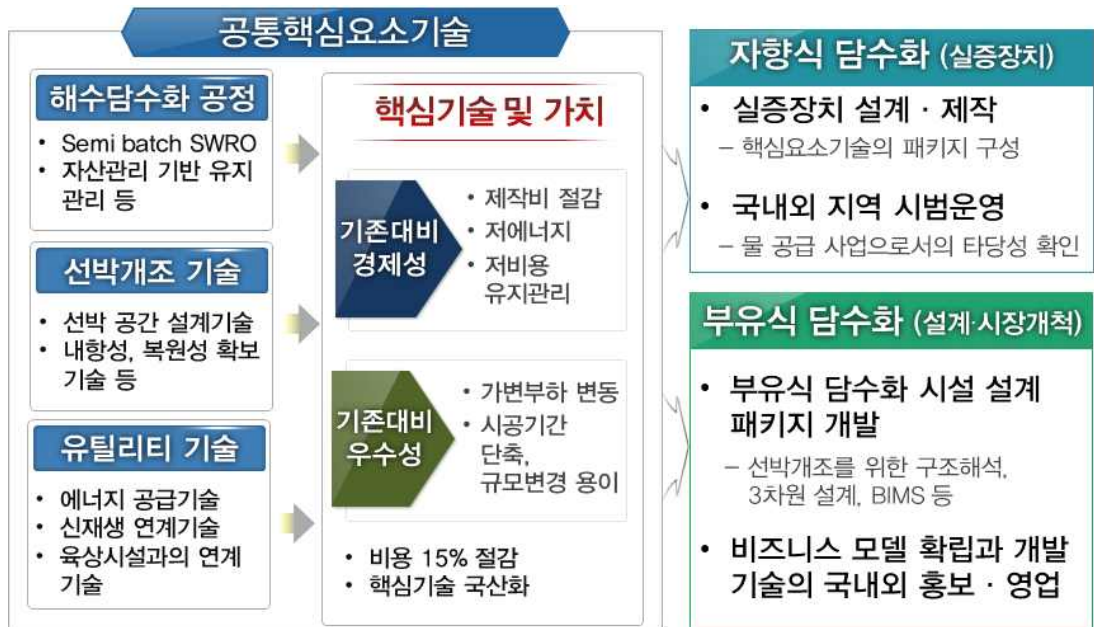 공통핵심요소기술
해수담수화 공정
• Semi batch SWRO
• 자산관리 기반 유지
관리 등
선박개조 기술
• 선박 공간 설계기술
• 내항성, 복원성 확보
기술 등
유틸리티 기술
• 에너지 공급기술
• 신재생 연계기술
• 육상시설과의 연계
기술
핵심기술 및 가치
기존대비
경제성
• 제작비 절감
• 저에너지
• 저비용
유지관리
기존대비
우수성
• 가변부하 변동
• 시공기간
단축,
규모변경 용이
• 비용 15% 절감
• 핵심기술 국산화
자항식 담수화 (실증장치)
• 실증장치 설계 · 제작
– 핵심요소기술의 패키지 구성
• 국내외 지역 시범운영
– 물 공급 사업으로서의 타당성 확인
부유식 담수화 (설계·시장개척)
• 부유식 담수화 시설 설계
패키지 개발
– 선박개조를 위한 구조해석,
3차원 설계, BIMS 등
• 비즈니스 모델 확립과 개발
기술의 국내외 홍보 · 영업